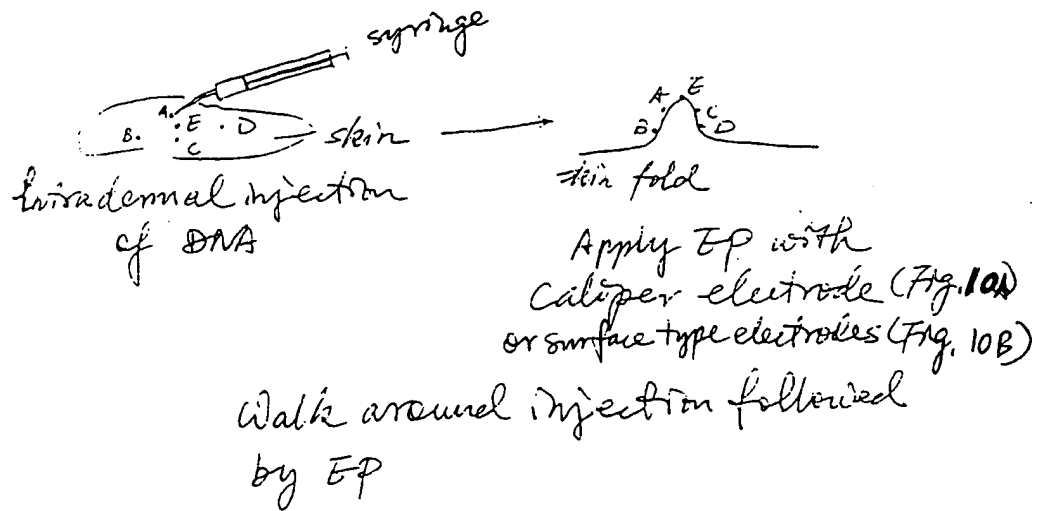 syringe
A.
B. E . D
C
skin
Intradermal injection
of DNA
A E
B C
D
skin fold
Apply EP with
Caliper electrode (Fig. 10A)
or surface type electrodes (Fig. 10B)
Walk around injection followed
by EP